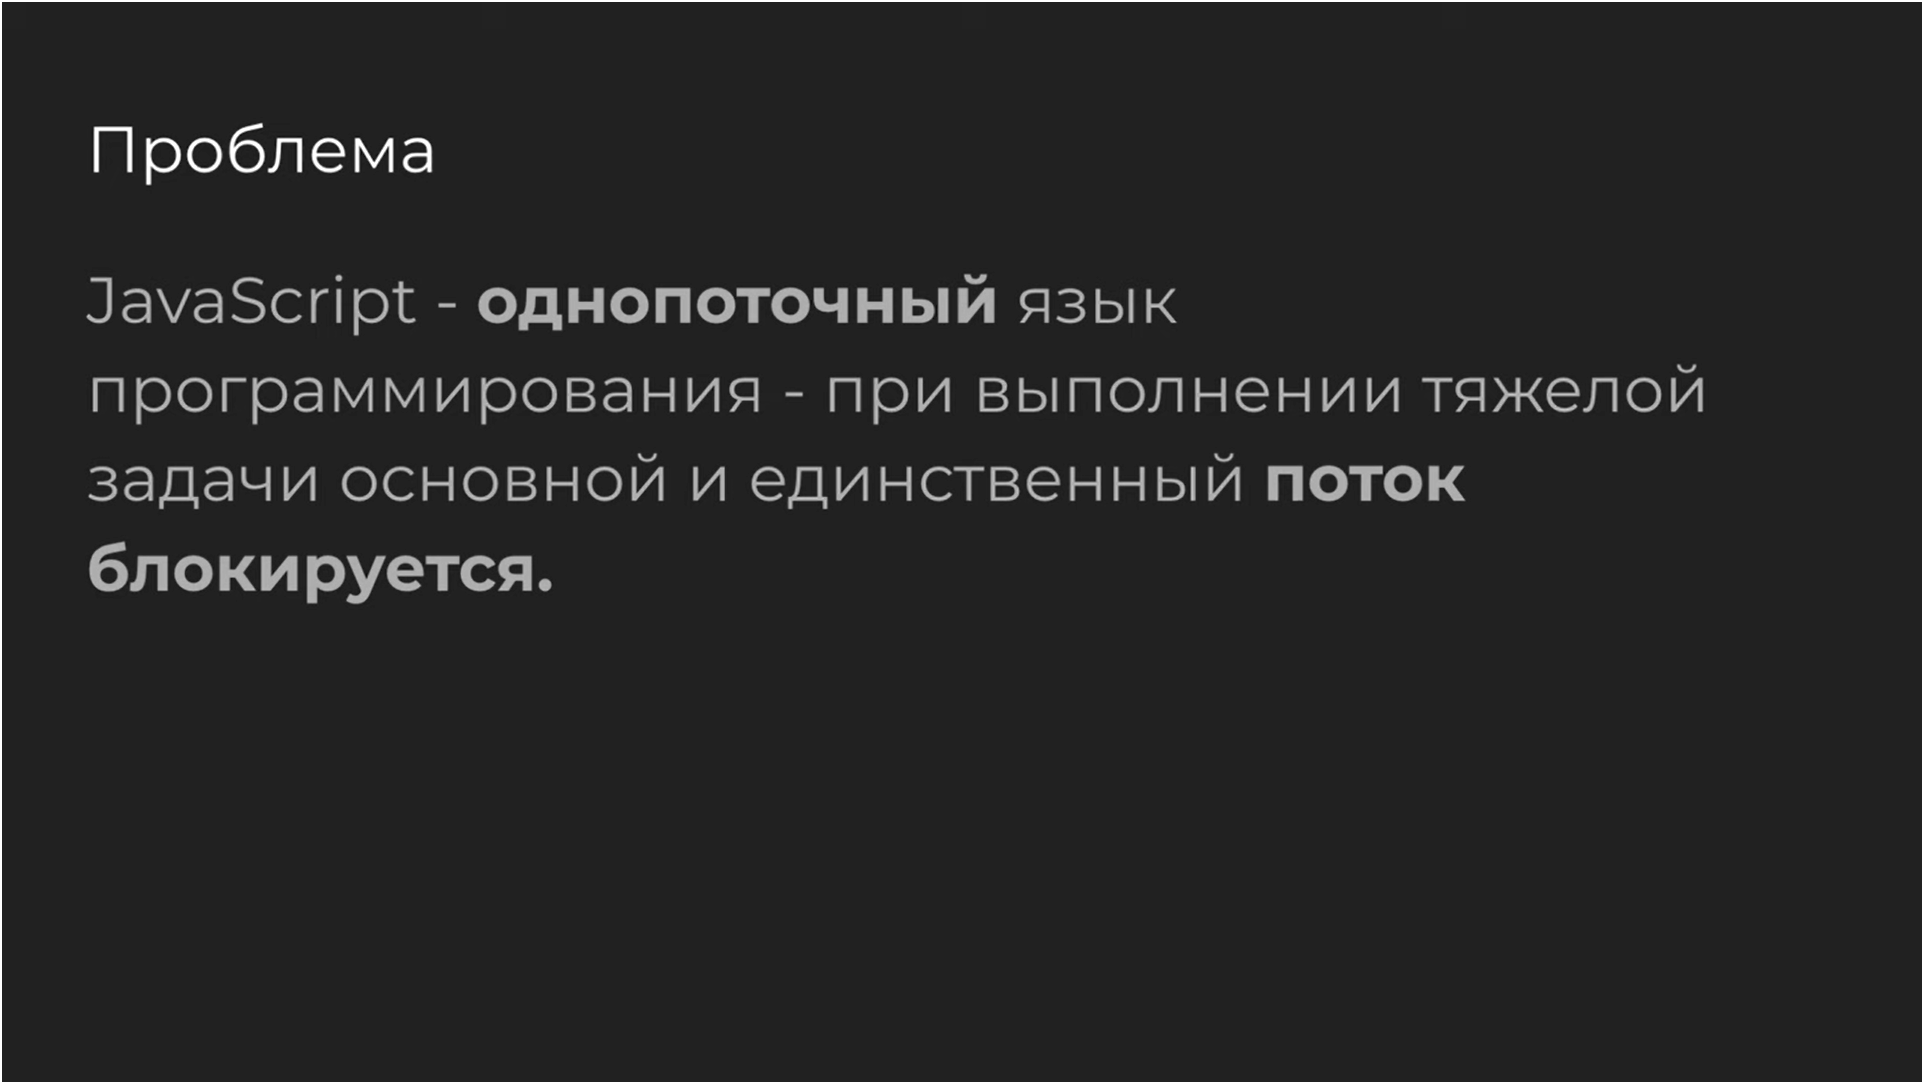 Проблема
JavaScript - однопоточный язык
программирования - при выполнении тяжелой
задачи основной и единственный поток
блокируется.